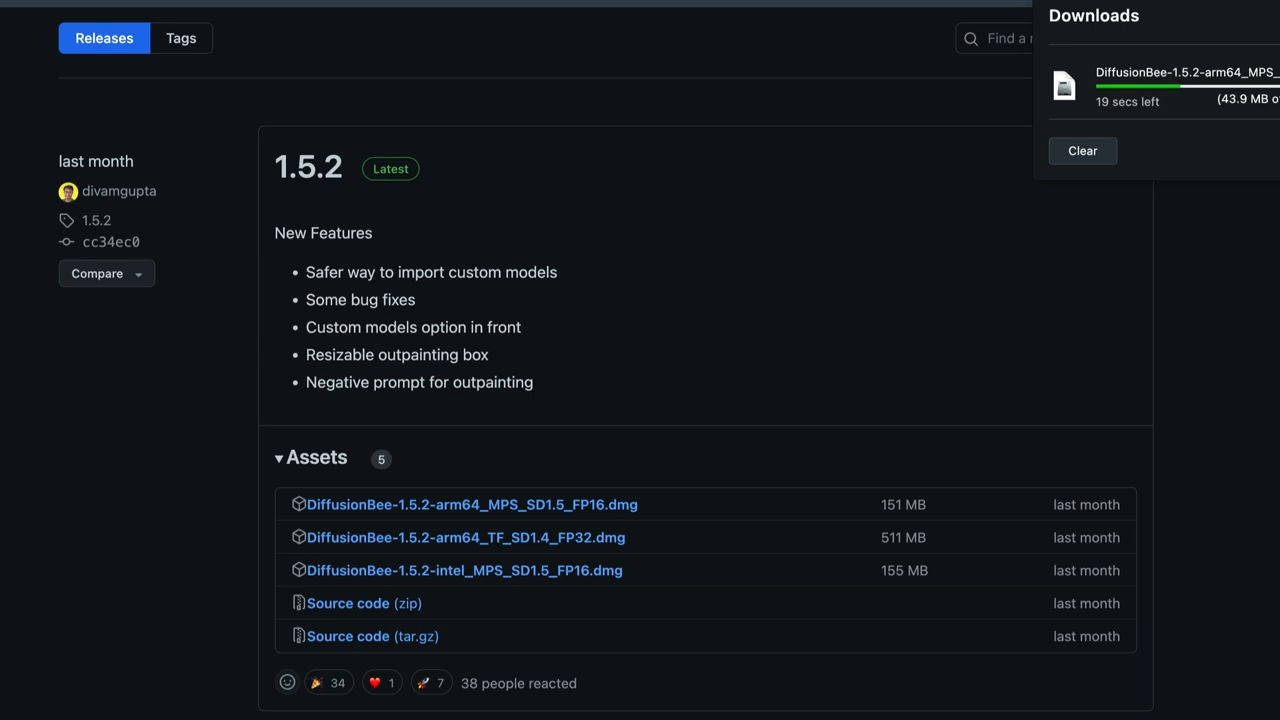 Releases
Tags
Find a
Downloads
DiffusionBee-1.5.2-arm64_MPS_
19 secs left
(43.9 MB
Clear
last month
divamgupta
1.5.2
cc34ec0
Compare
1.5.2
Latest
New Features
• Safer way to import custom models
• Some bug fixes
• Custom models option in front
• Resizable outpainting box
• Negative prompt for outpainting
Assets 5
DiffusionBee-1.5.2-arm64_MPS_SD1.5_FP16.dmg 151 MB last month
DiffusionBee-1.5.2-arm64_TF_SD1.4_FP32.dmg 511 MB last month
DiffusionBee-1.5.2-intel_MPS_SD1.5_FP16.dmg 155 MB last month
Source code (zip) last month
Source code (tar.gz) last month
34 1 7 38 people reacted